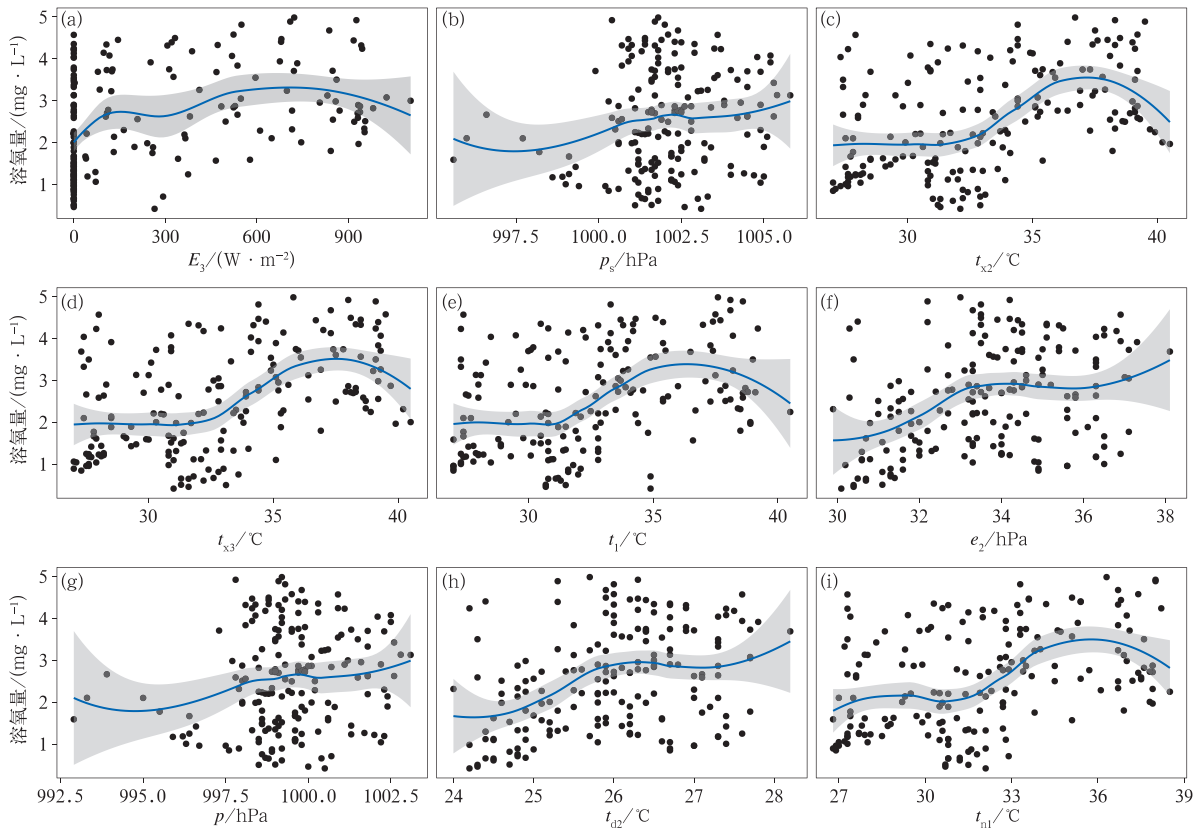 (a) (b) (c)
溶氧量/(mg · L⁻¹)
5
4
3
2
1
0 300 600 900 997.5 1000.0 1002.5 1005.0 30 35 40
E₃/(W · m⁻²) pₛ/hPa tₓ₂/℃
(d) (e) (f)
溶氧量/(mg · L⁻¹)
5
4
3
2
1
30 35 40 30 35 40 30 32 34 36 38
tₓ₃/℃ t₁/℃ e₂/hPa
(g) (h) (i)
溶氧量/(mg · L⁻¹)
5
4
3
2
1
992.5 995.0 997.5 1000.0 1002.5 24 25 26 27 28 27 30 33 36 39
p/hPa t_d2/℃ t_n1/℃